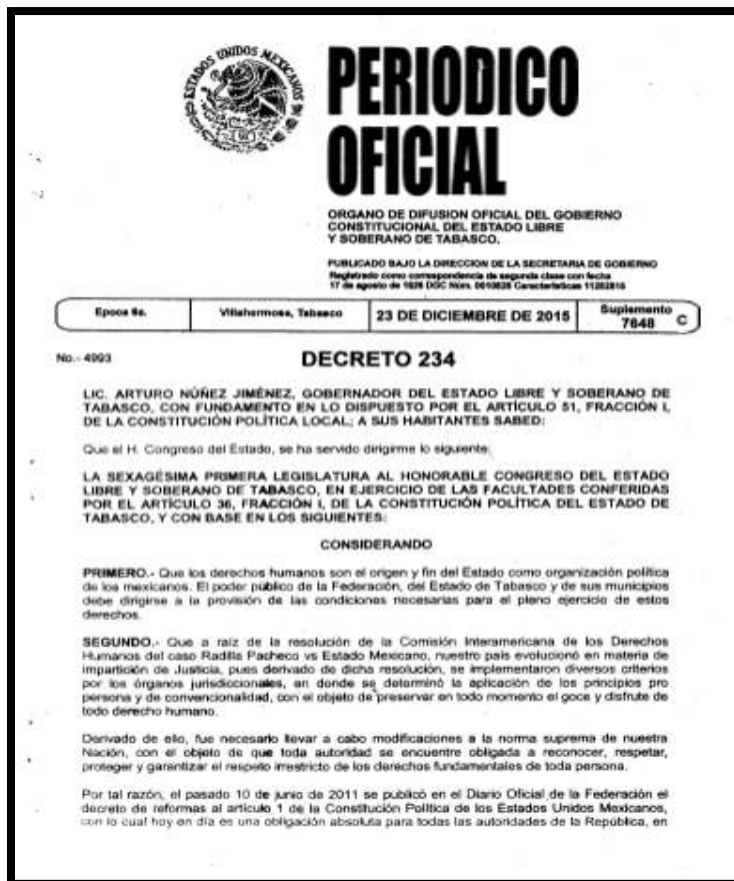 ESTADOS UNIDOS MEXICANOS
PERIODICO
OFICIAL
ORGANO DE DIFUSION OFICIAL DEL GOBIERNO
CONSTITUCIONAL DEL ESTADO LIBRE
Y SOBERANO DE TABASCO.
PUBLICADO BAJO LA DIRECCION DE LA SECRETARIA DE GOBIERNO
Registrado como correspondencia de segunda clase con fecha
17 de agosto de 1926 DGC Núm. 0010826 Características 11282816
Epoca 6a. Villahermosa, Tabasco 23 DE DICIEMBRE DE 2015 Suplemento 7648 C
No.- 4993 DECRETO 234
LIC. ARTURO NÚÑEZ JIMÉNEZ, GOBERNADOR DEL ESTADO LIBRE Y SOBERANO DE
TABASCO, CON FUNDAMENTO EN LO DISPUESTO POR EL ARTÍCULO 51, FRACCIÓN I,
DE LA CONSTITUCIÓN POLÍTICA LOCAL; A SUS HABITANTES SABED:
Que el H. Congreso del Estado, se ha servido dirigirme lo siguiente:
LA SEXAGÉSIMA PRIMERA LEGISLATURA AL HONORABLE CONGRESO DEL ESTADO
LIBRE Y SOBERANO DE TABASCO, EN EJERCICIO DE LAS FACULTADES CONFERIDAS
POR EL ARTÍCULO 36, FRACCIÓN I, DE LA CONSTITUCIÓN POLÍTICA DEL ESTADO DE
TABASCO, Y CON BASE EN LOS SIGUIENTES:
CONSIDERANDO
PRIMERO.- Que los derechos humanos son el origen y fin del Estado como organización política
de los mexicanos. El poder público de la Federación, del Estado de Tabasco y de sus municipios
debe dirigirse a la provisión de las condiciones necesarias para el pleno ejercicio de estos
derechos.
SEGUNDO.- Que a raíz de la resolución de la Comisión Interamericana de los Derechos
Humanos del caso Radilla Pacheco vs Estado Mexicano, nuestro país evolucionó en materia de
impartición de Justicia, pues derivado de dicha resolución, se implementaron diversos criterios
por los órganos jurisdiccionales, en donde se determinó la aplicación de los principios pro
persona y de convencionalidad, con el objeto de preservar en todo momento el goce y disfrute de
todo derecho humano.
Derivado de ello, fue necesario llevar a cabo modificaciones a la norma suprema de nuestra
Nación, con el objeto de que toda autoridad se encuentre obligada a reconocer, respetar,
proteger y garantizar el respeto irrestricto de los derechos fundamentales de toda persona.
Por tal razón, el pasado 10 de junio de 2011 se publicó en el Diario Oficial de la Federación el
decreto de reformas al artículo 1 de la Constitución Política de los Estados Unidos Mexicanos,
con lo cual hoy en día es una obligación absoluta para todas las autoridades de la República, en